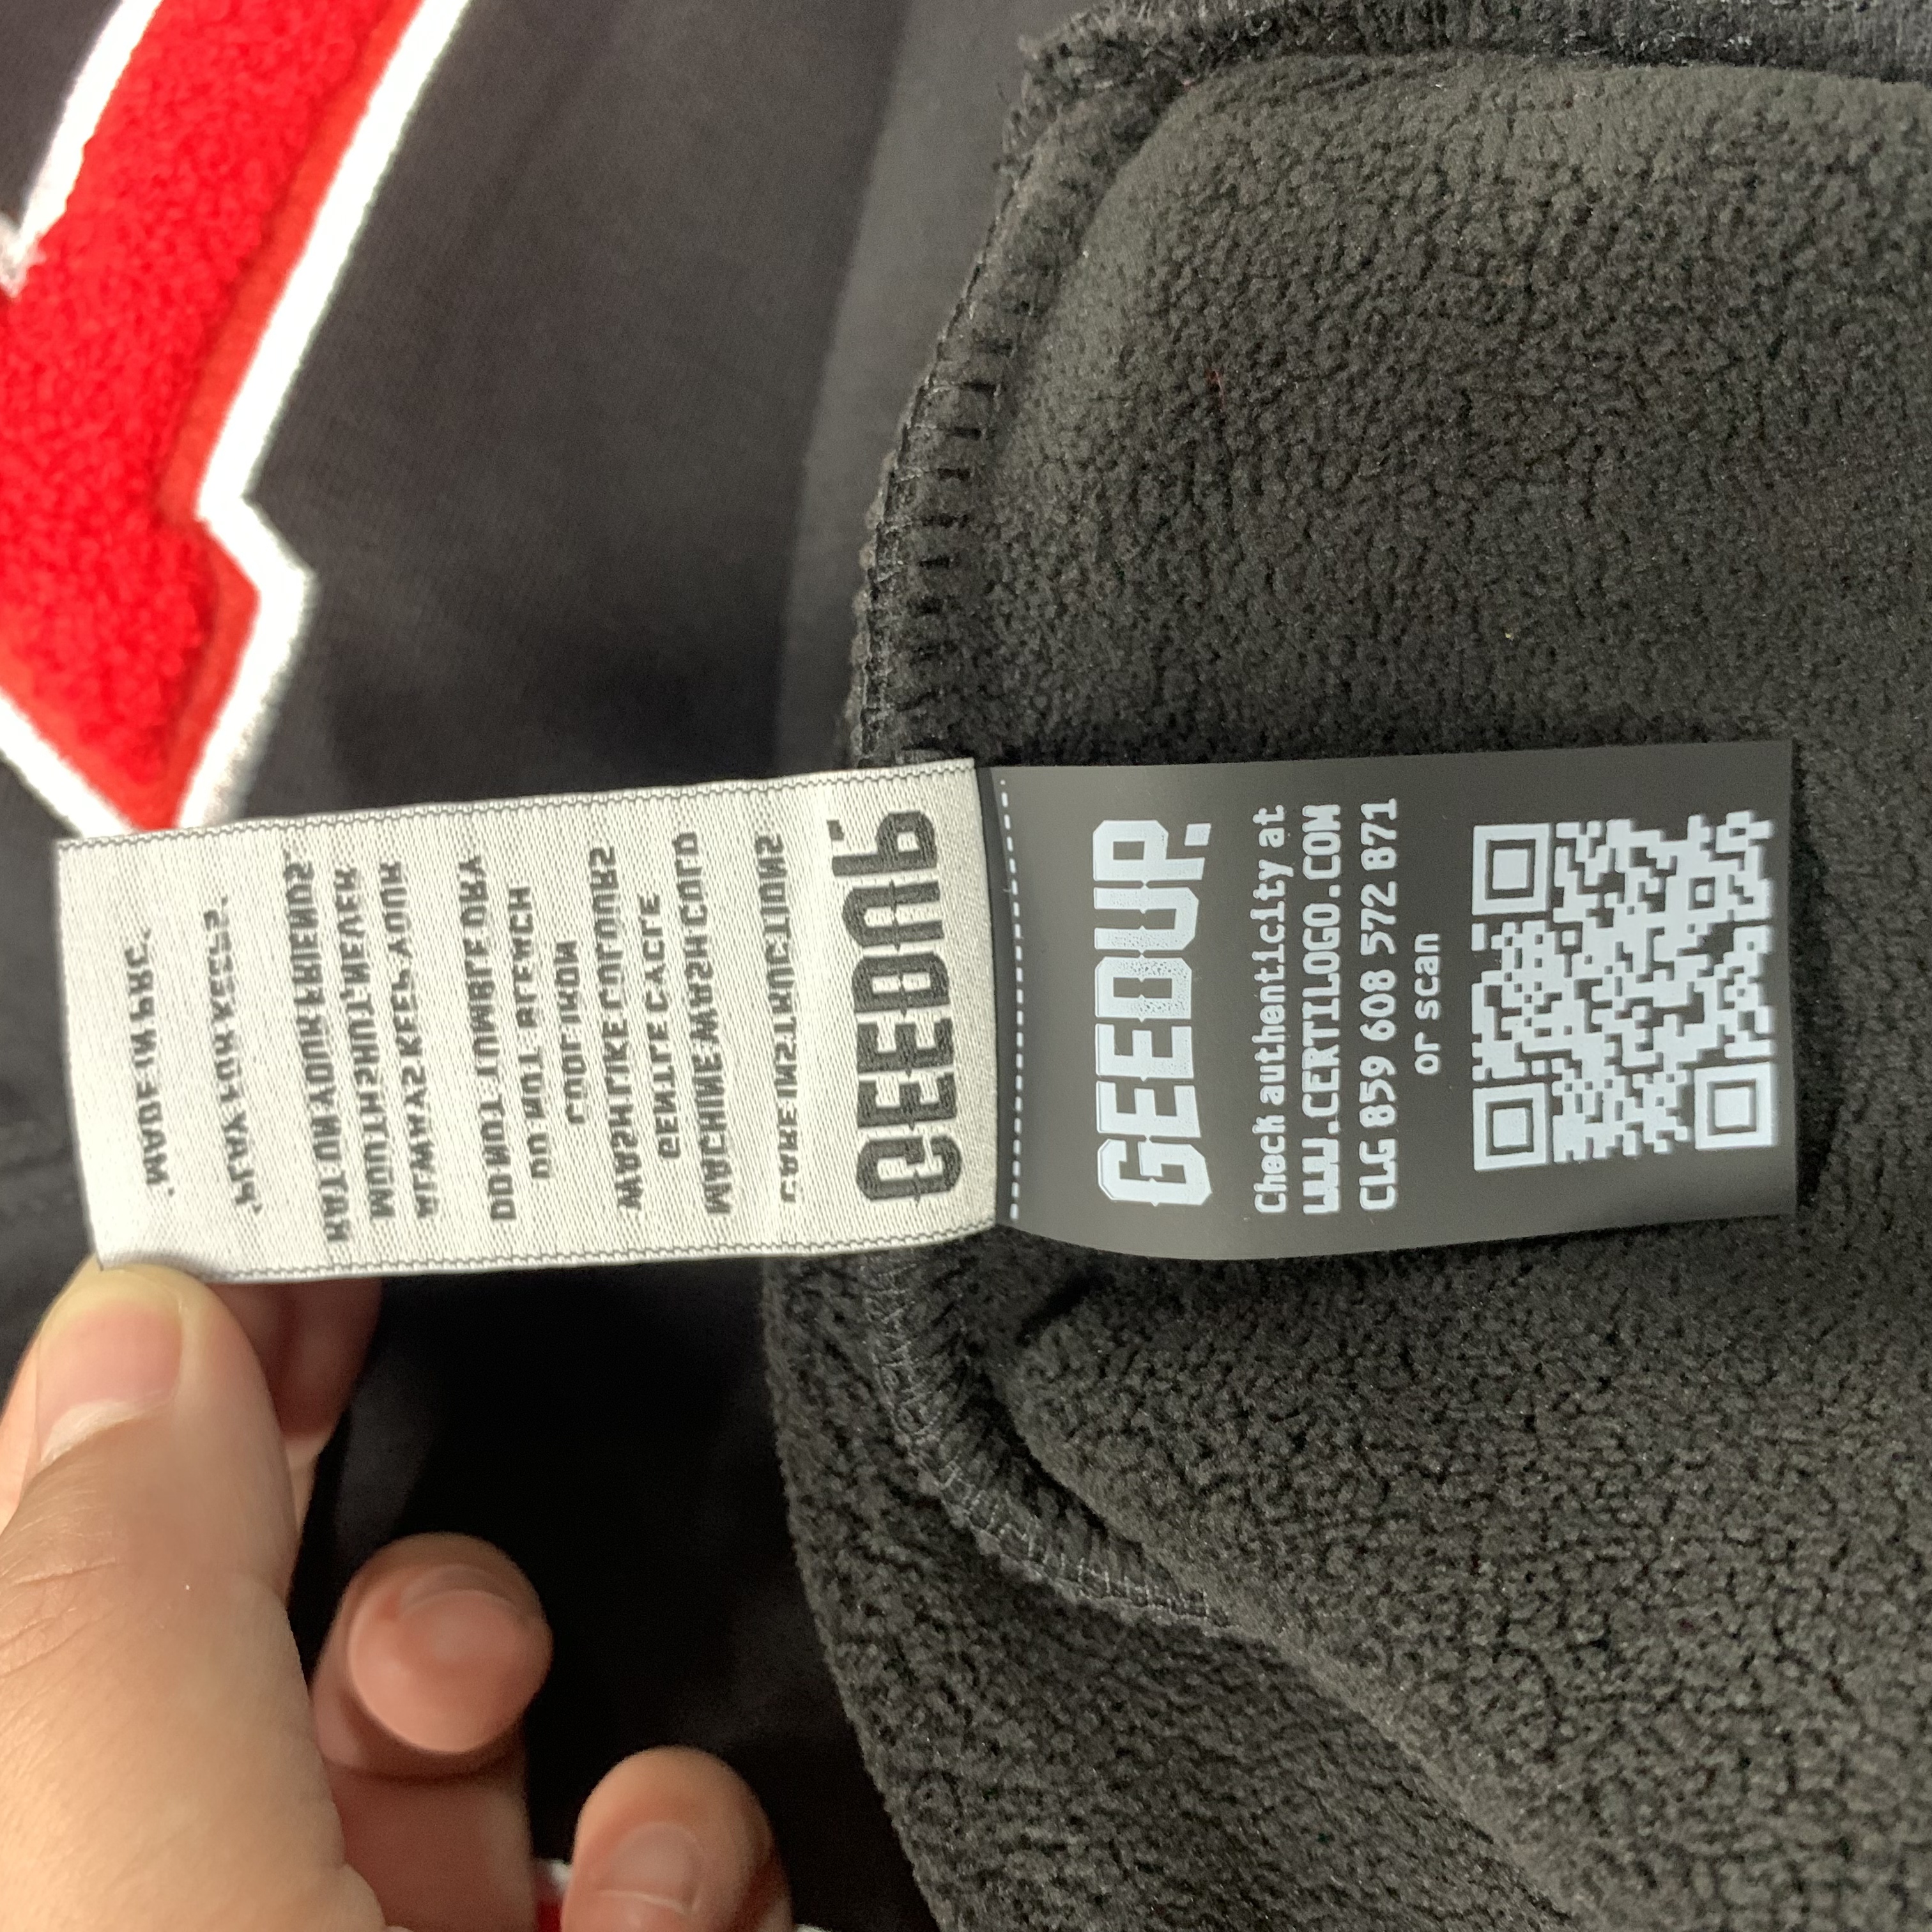 GEEDUP.
CARE INSTRUCTIONS
MACHINE WASH COLD
GENTLE CYCLE
WASH LIKE COLOURS
COOL IRON
DO NOT BLEACH
DO NOT TUMBLE DRY
ALWAYS KEEP YOUR
MOUTH SHUT, NEVER
RAT ON YOUR FRIENDS.
'PLAY FOR KEEPS.'
'MADE IN PRC.'
GEEDUP.
Check authenticity at
WWW.CERTILOGO.COM
CLG 859 608 572 871
or scan